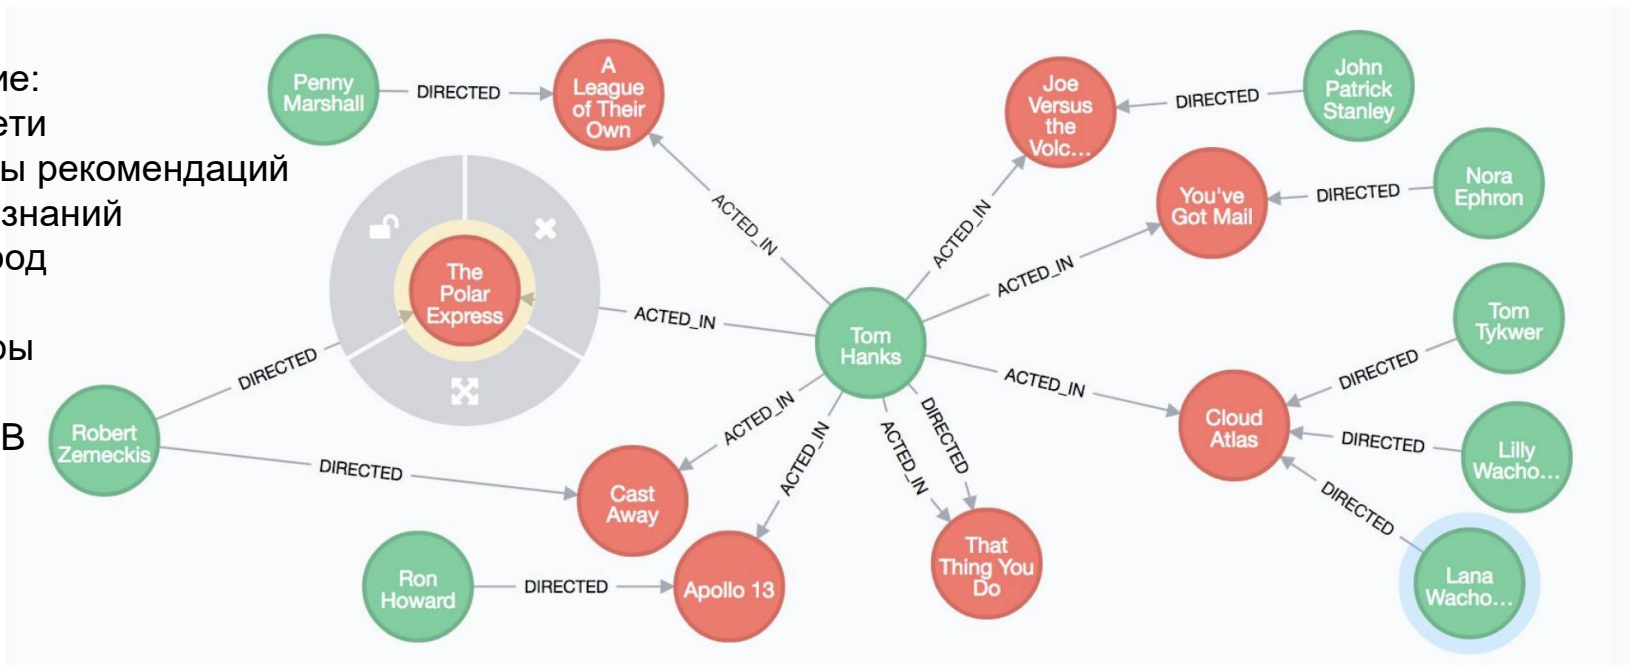 ие:
ети
ы рекомендаций
знаний
род
ры
В
Penny
Marshall
DIRECTED
A
League
of Their
Own
Joe
Versus
the
Volc...
DIRECTED
John
Patrick
Stanley
You've
Got Mail
DIRECTED
Nora
Ephron
ACTED_IN
ACTED_IN
ACTED_IN
The
Polar
Express
ACTED_IN
Tom
Hanks
Tom
Tykwer
DIRECTED
DIRECTED
ACTED_IN
Cloud
Atlas
DIRECTED
Lilly
Wacho...
Robert
Zemeckis
DIRECTED
ACTED_IN
ACTED_IN
ACTED_IN
DIRECTED
DIRECTED
Cast
Away
Ron
Howard
DIRECTED
Apollo 13
That
Thing You
Do
Lana
Wacho...